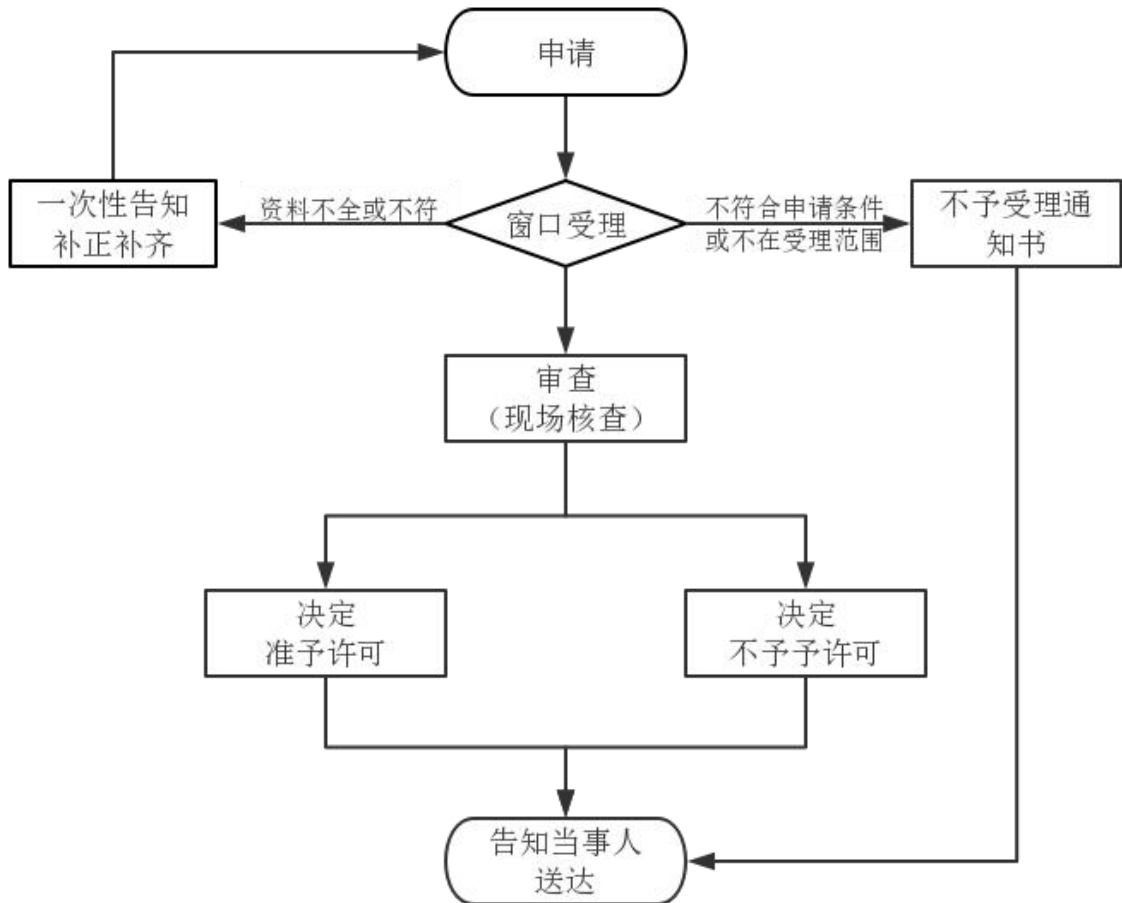 申请
一次性告知
补正补齐
资料不全或不符
窗口受理
不符合申请条件
或不在受理范围
不予受理通
知书
审查
（现场核查）
决定
准予许可
决定
不予予许可
告知当事人
送达